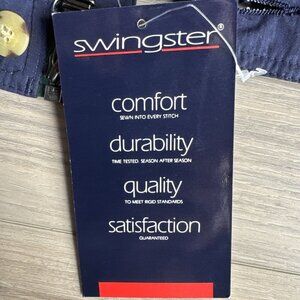 swingster®
comfort
SEWN INTO EVERY STITCH
durability
TIME TESTED SEASON AFTER SEASON
quality
TO MEET RIGID STANDARDS
satisfaction
GUARANTEED